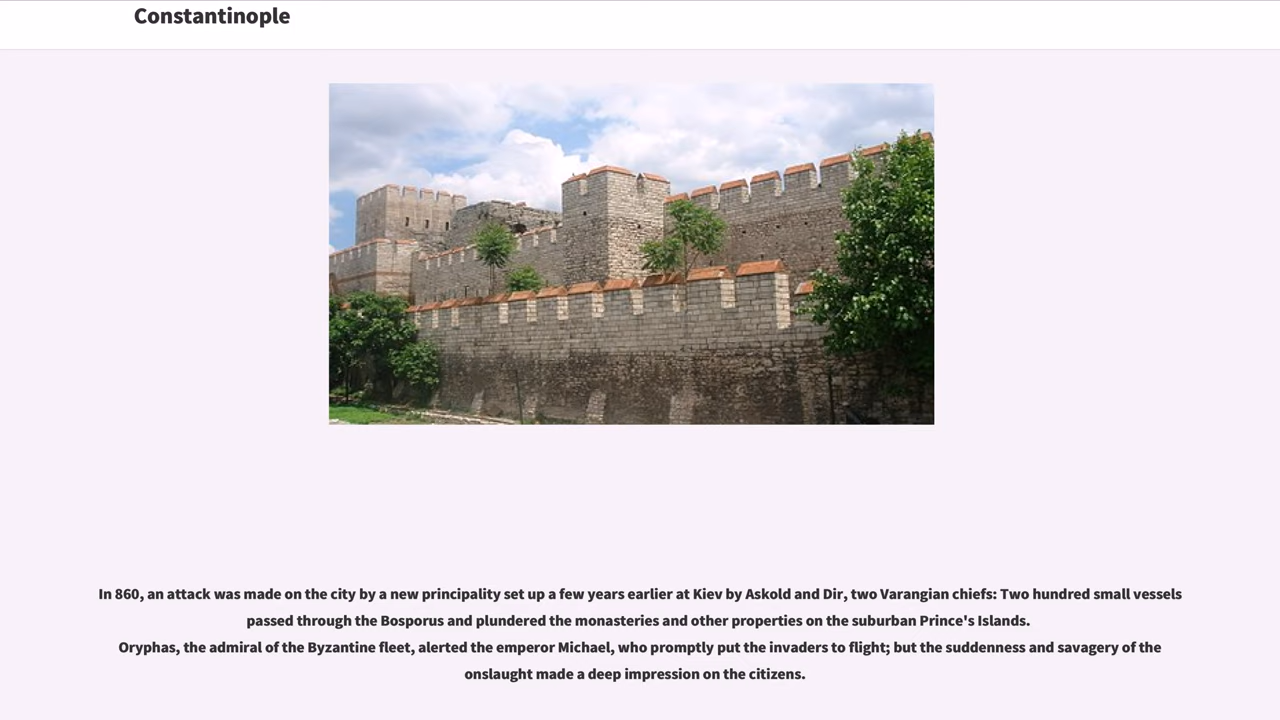 Constantinople
In 860, an attack was made on the city by a new principality set up a few years earlier at Kiev by Askold and Dir, two Varangian chiefs: Two hundred small vessels
passed through the Bosporus and plundered the monasteries and other properties on the suburban Prince's Islands.
Oryphas, the admiral of the Byzantine fleet, alerted the emperor Michael, who promptly put the invaders to flight; but the suddenness and savagery of the
onslaught made a deep impression on the citizens.